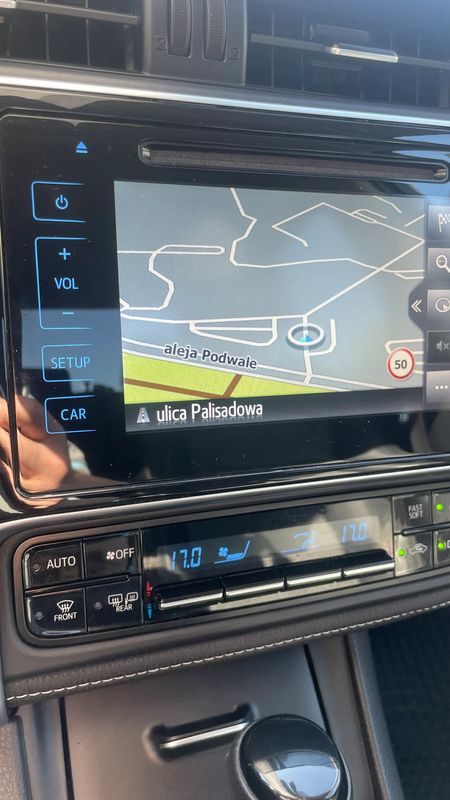 +
VOL
−
SETUP
CAR
aleja Podwale
50
ulica Palisadowa
AUTO
OFF
17.0
17.0
FAST
SOFT
FRONT
REAR